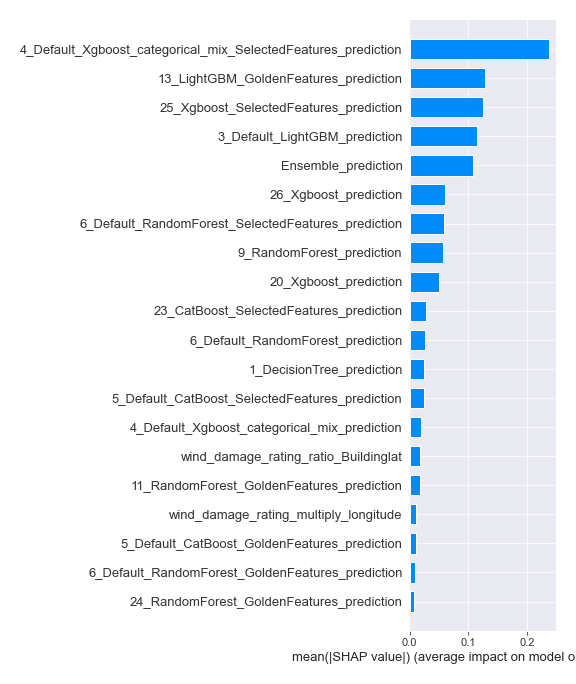 4_Default_Xgboost_categorical_mix_SelectedFeatures_prediction
13_LightGBM_GoldenFeatures_prediction
25_Xgboost_SelectedFeatures_prediction
3_Default_LightGBM_prediction
Ensemble_prediction
26_Xgboost_prediction
6_Default_RandomForest_SelectedFeatures_prediction
9_RandomForest_prediction
20_Xgboost_prediction
23_CatBoost_SelectedFeatures_prediction
6_Default_RandomForest_prediction
1_DecisionTree_prediction
5_Default_CatBoost_SelectedFeatures_prediction
4_Default_Xgboost_categorical_mix_prediction
wind_damage_rating_ratio_Buildinglat
11_RandomForest_GoldenFeatures_prediction
wind_damage_rating_multiply_longitude
5_Default_CatBoost_GoldenFeatures_prediction
6_Default_RandomForest_GoldenFeatures_prediction
24_RandomForest_GoldenFeatures_prediction
0.0 0.1 0.2
mean(|SHAP value|) (average impact on model o